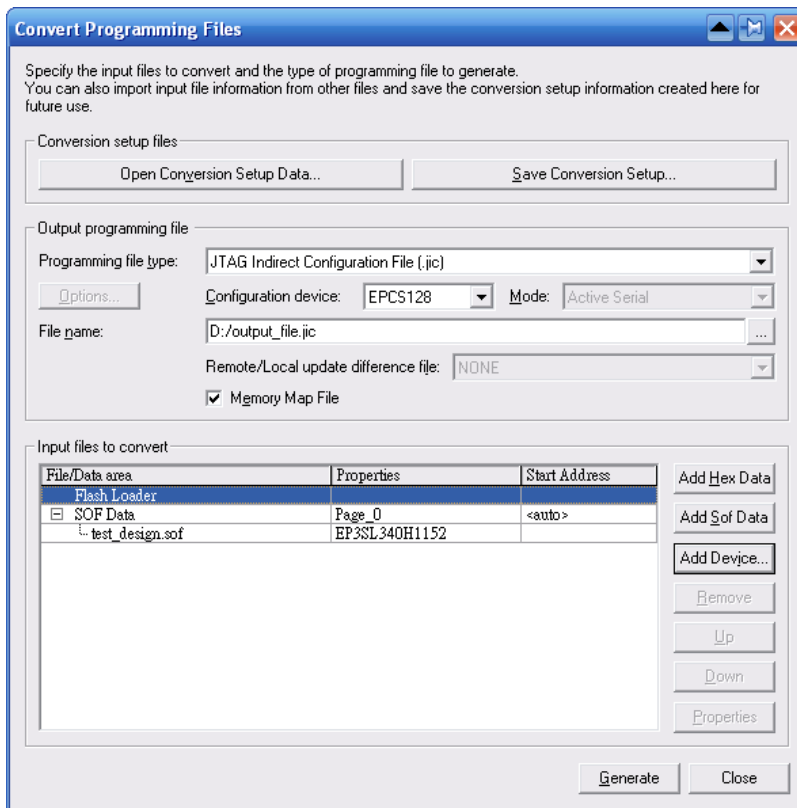 Convert Programming Files
Specify the input files to convert and the type of programming file to generate.
You can also import input file information from other files and save the conversion setup information created here for
future use.
Conversion setup files
Open Conversion Setup Data... Save Conversion Setup...
Output programming file
Programming file type: JTAG Indirect Configuration File (.jic)
Options... Configuration device: EPCS128 Mode: Active Serial
File name: D:/output_file.jic ...
Remote/Local update difference file: NONE
Memory Map File
Input files to convert
File/Data area Properties Start Address
Flash Loader
SOF Data Page_0 <auto>
test_design.sof EP3SL340H1152
Add Hex Data
Add Sof Data
Add Device...
Remove
Up
Down
Properties
Generate Close